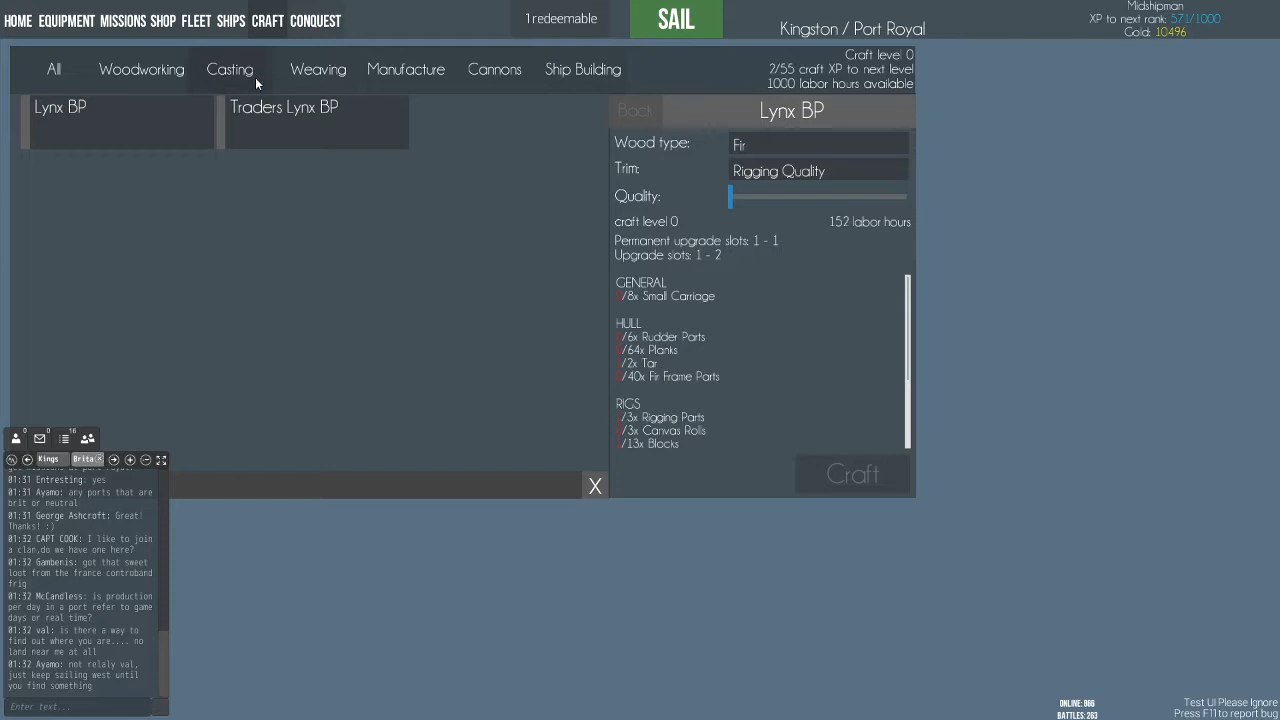 HOME EQUIPMENT MISSIONS SHOP FLEET SHIPS CRAFT CONQUEST
1 redeemable
SAIL
Kingston / Port Royal
Midshipman
XP to next rank: 571/1000
Gold: 10496
All Woodworking Casting Weaving Manufacture Cannons Ship Building
Craft level 0
2/55 craft XP to next level
1000 labor hours available
Lynx BP
Traders Lynx BP
Back
Lynx BP
Wood type:
Fir
Trim:
Rigging Quality
Quality:
craft level 0
152 labor hours
Permanent upgrade slots: 1 - 1
Upgrade slots: 1 - 2
GENERAL
/8x Small Carriage
HULL
/6x Rudder Parts
/64x Planks
/2x Tar
/40x Fir Frame Parts
RIGS
/3x Rigging Parts
/3x Canvas Rolls
/13x Blocks
Craft
X
0 0 16
Kings
Brita
01:31 Entresting: yes
01:31 Ayamo: any ports that are
brit or neutral
01:31 George Ashcroft: Great!
Thanks! :)
01:32 CAPT COOK: I like to join
a clan,do we have one here?
01:32 Gambenis: got that sweet
loot from the france controband
frig
01:32 McCandless: is production
per day in a port refer to game
days or real time?
01:32 val: is there a way to
find out where you are.... no
land near me at all
01:32 Ayamo: not relaly val,
just keep sailing west until
you find something
Enter text...
ONLINE: 866
BATTLES: 263
Test UI Please Ignore
Press F11 to report bug